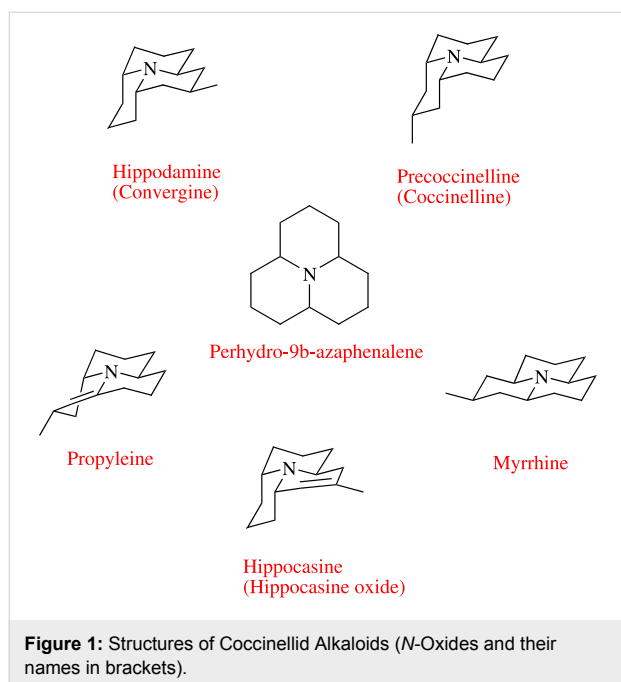 N
N
Hippodamine
(Convergine)
Precoccinelline
(Coccinelline)
N
Perhydro-9b-azaphenalene
N
N
Propyleine
Myrrhine
N
Hippocasine
(Hippocasine oxide)
Figure 1: Structures of Coccinellid Alkaloids (N-Oxides and their
names in brackets).